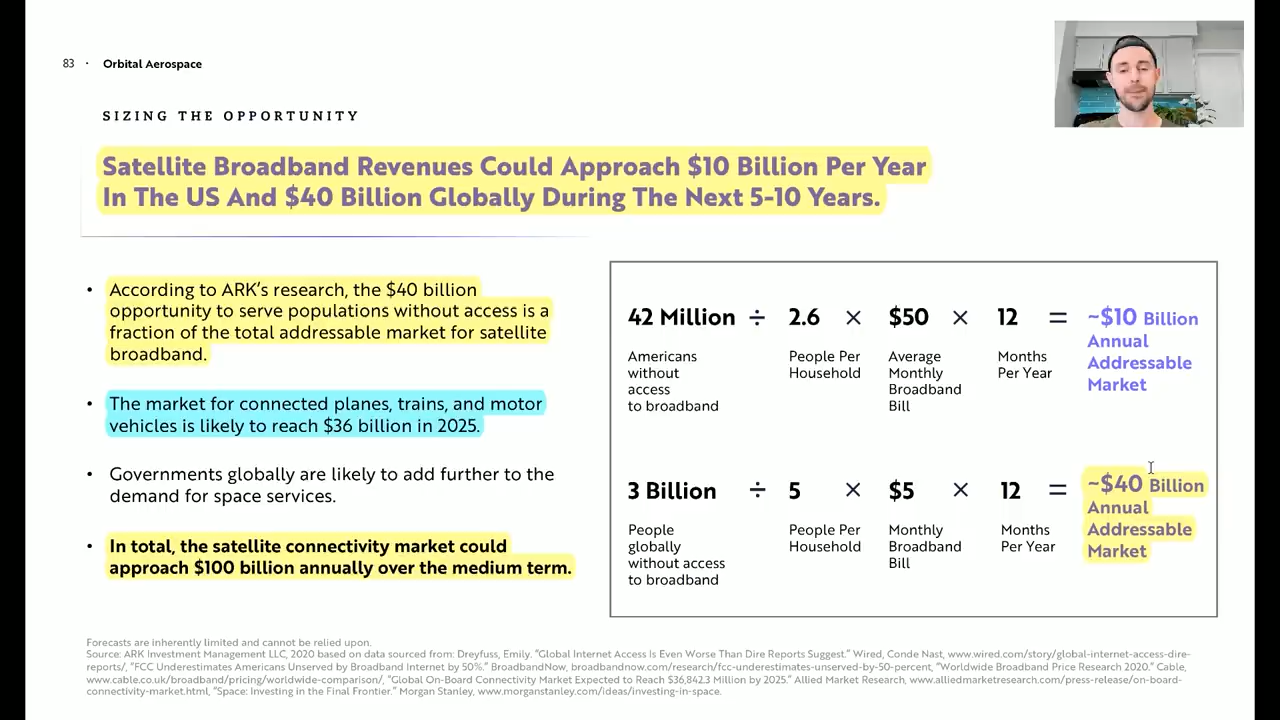 83 · Orbital Aerospace
SIZING THE OPPORTUNITY
Satellite Broadband Revenues Could Approach $10 Billion Per Year
In The US And $40 Billion Globally During The Next 5-10 Years.
• According to ARK's research, the $40 billion
opportunity to serve populations without access is a
fraction of the total addressable market for satellite
broadband.
• The market for connected planes, trains, and motor
vehicles is likely to reach $36 billion in 2025.
• Governments globally are likely to add further to the
demand for space services.
• In total, the satellite connectivity market could
approach $100 billion annually over the medium term.
42 Million ÷ 2.6 × $50 × 12 = ~$10 Billion
Annual
Addressable
Market
Americans
without
access
to broadband
People Per
Household
Average
Monthly
Broadband
Bill
Months
Per Year
3 Billion ÷ 5 × $5 × 12 = ~$40 Billion
Annual
Addressable
Market
People
globally
without access
to broadband
People Per
Household
Monthly
Broadband
Bill
Months
Per Year
Forecasts are inherently limited and cannot be relied upon.
Source: ARK Investment Management LLC, 2020 based on data sourced from: Dreyfuss, Emily. "Global Internet Access Is Even Worse Than Dire Reports Suggest." Wired, Conde Nast, www.wired.com/story/global-internet-access-dire-
reports/, "FCC Underestimates Americans Unserved by Broadband Internet by 50%." BroadbandNow, broadbandnow.com/research/fcc-underestimates-unserved-by-50-percent, "Worldwide Broadband Price Research 2020." Cable,
www.cable.co.uk/broadband/pricing/worldwide-comparison/, "Global On-Board Connectivity Market Expected to Reach $36,842.3 Million by 2025." Allied Market Research, www.alliedmarketresearch.com/press-release/on-board-
connectivity-market.html, "Space: Investing in the Final Frontier." Morgan Stanley, www.morganstanley.com/ideas/investing-in-space.